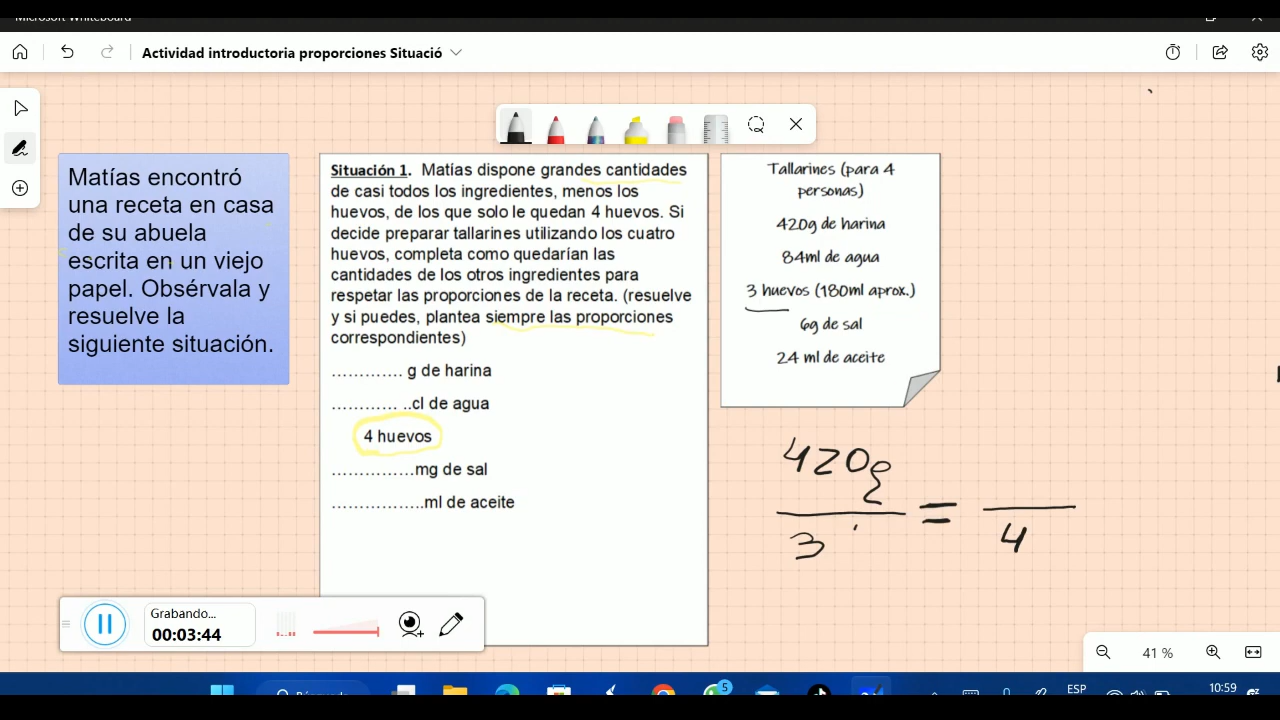 Microsoft Whiteboard
Actividad introductoria proporciones Situació
Matías encontró
una receta en casa
de su abuela
escrita en un viejo
papel. Obsérvala y
resuelve la
siguiente situación.
Situación 1. Matías dispone grandes cantidades
de casi todos los ingredientes, menos los
huevos, de los que solo le quedan 4 huevos. Si
decide preparar tallarines utilizando los cuatro
huevos, completa como quedarían las
cantidades de los otros ingredientes para
respetar las proporciones de la receta. (resuelve
y si puedes, plantea siempre las proporciones
correspondientes)
…………. g de harina
………… ..cl de agua
4 huevos
……………mg de sal
……………..ml de aceite
Tallarines (para 4
personas)
420g de harina
84ml de agua
3 huevos (180ml aprox.)
6g de sal
24 ml de aceite
420g
=
3 4
Grabando...
00:03:44
41 %
Búsqueda
5
ESP
10:59